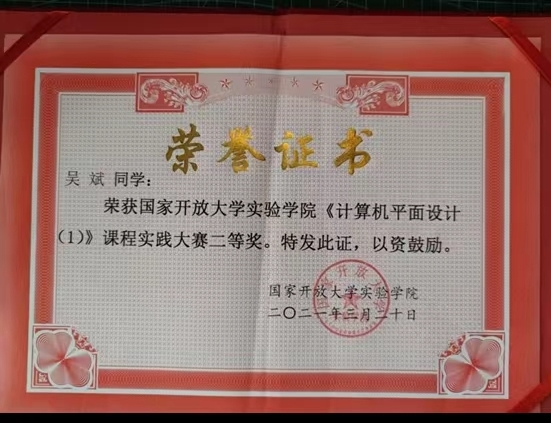 荣誉证书
吴 斌 同学：
荣获国家开放大学实验学院《计算机平面设计
（1）》课程实践大赛二等奖。特发此证，以资鼓励。
国家开放大学实验学院
二〇二一年三月二十日